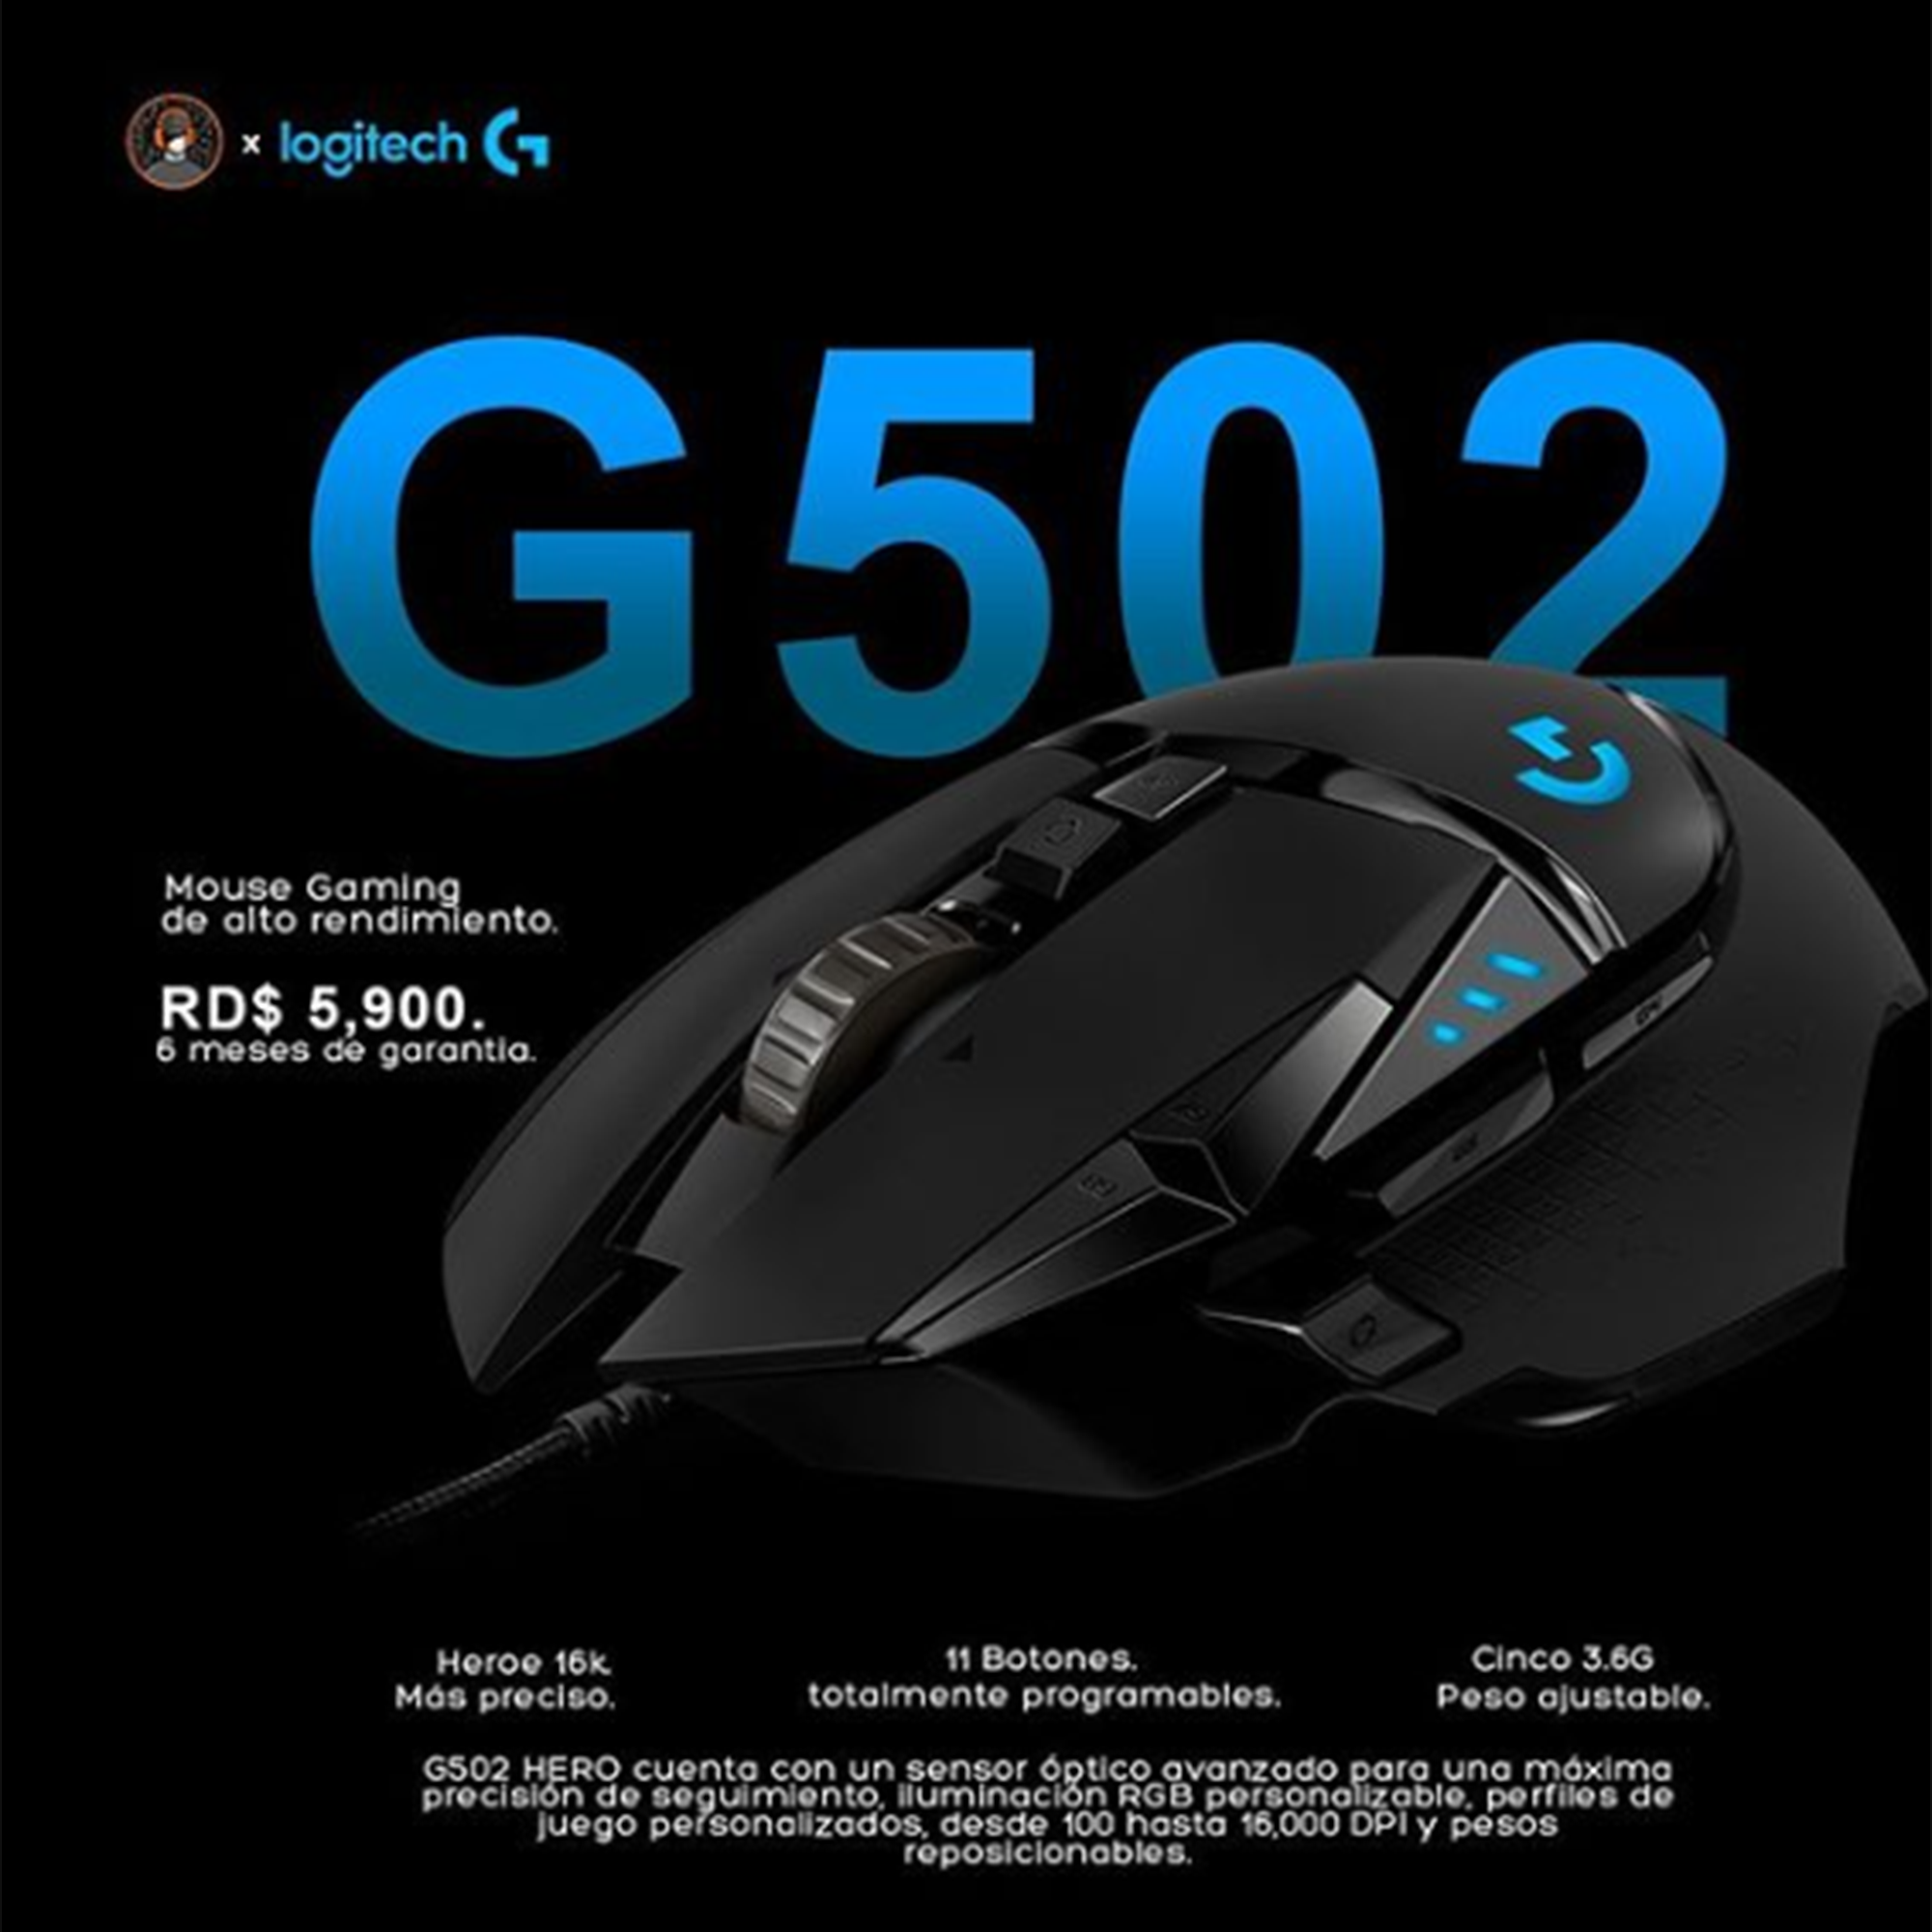 x logitech G
G502
Mouse Gaming
de alto rendimiento.
RD$ 5,900.
6 meses de garantia.
Heroe 16k
Más preciso.
11 Botones.
totalmente programables.
Cinco 3.6G
Peso ajustable.
G502 HERO cuenta con un sensor óptico avanzado para una máxima
precisión de seguimiento, iluminación RGB personalizable, perfiles de
juego personalizados, desde 100 hasta 16,000 DPI y pesos
reposicionables.